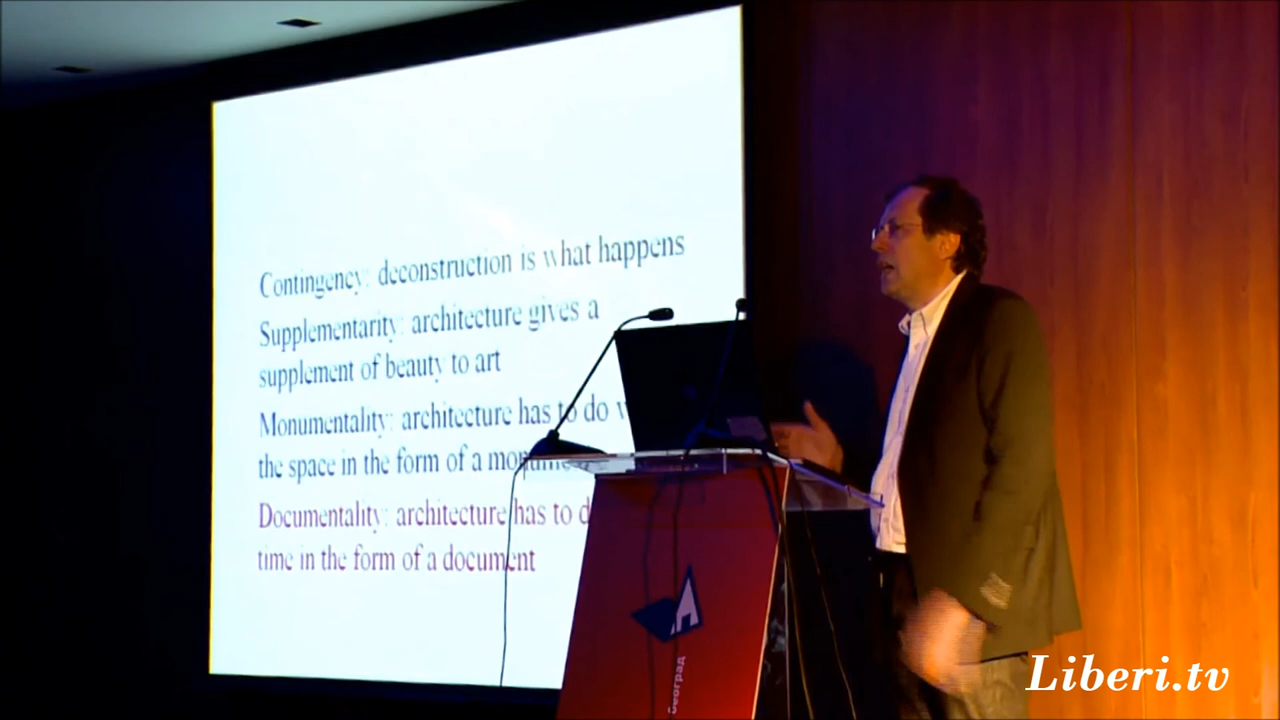 Contingency: deconstruction is what happens
Supplementarity: architecture gives a
supplement of beauty to art
Monumentality: architecture has to do
the space in the form of a
Documentality: architecture has to
time in the form of a document
београд
Liberi.tv